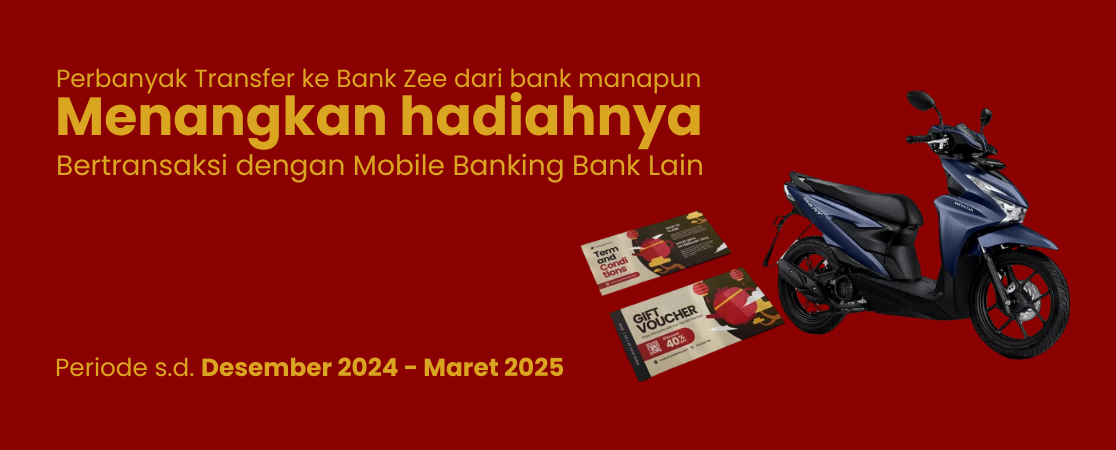 Perbanyak Transfer ke Bank Zee dari bank manapun
Menangkan hadiahnya
Bertransaksi dengan Mobile Banking Bank Lain
Term
and
Condi
tions
GIFT
VOUCHER
40%
HONDA
Periode s.d. Desember 2024 - Maret 2025